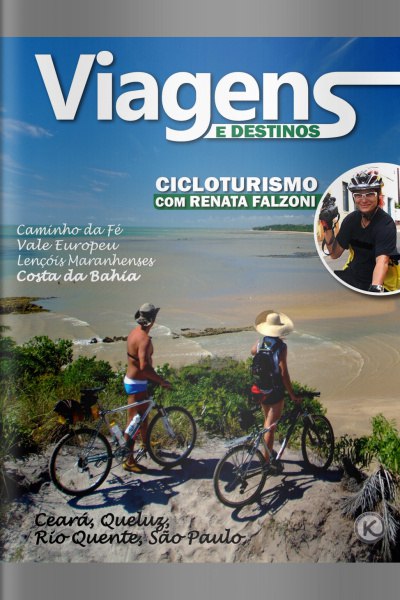 Viagens
E DESTINOS
CICLOTURISMO
COM RENATA FALZONI
Caminho da Fé
Vale Europeu
Lençóis Maranhenses
Costa da Bahia
Ceará, Queluz,
Rio Quente, São Paulo
K